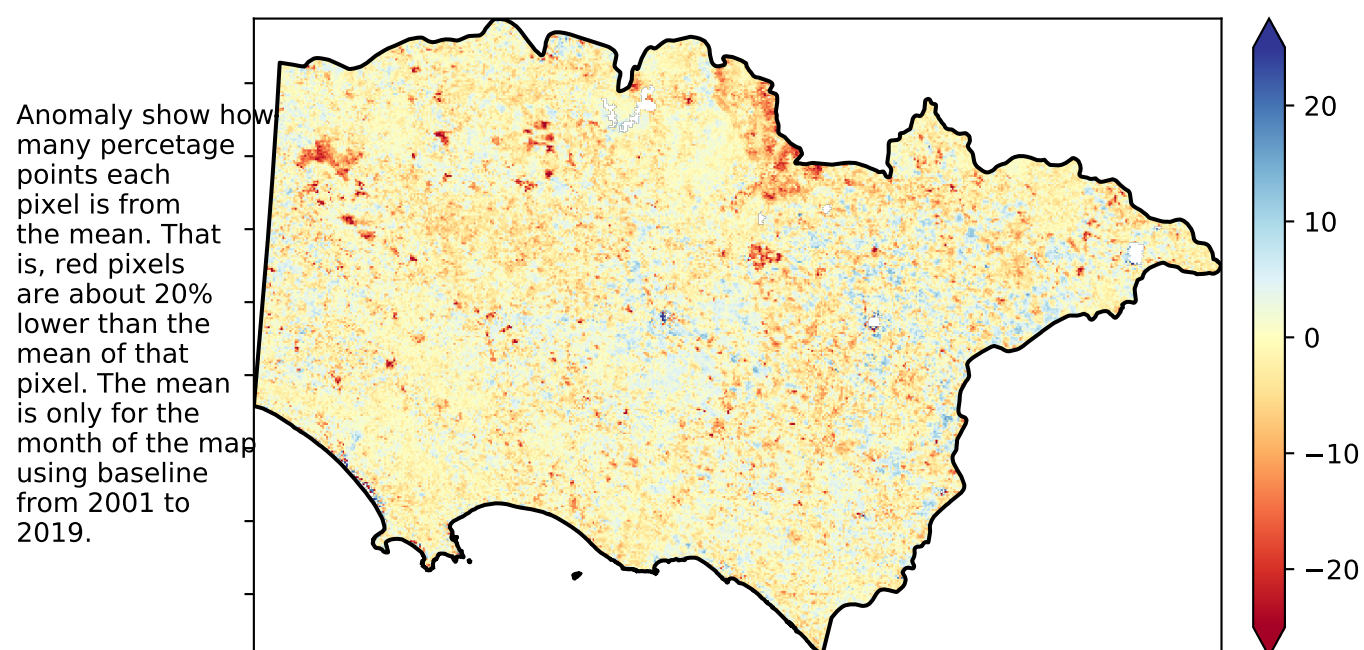 Anomaly show how
many percetage
points each
pixel is from
the mean. That
is, red pixels
are about 20%
lower than the
mean of that
pixel. The mean
is only for the
month of the map
using baseline
from 2001 to
2019.
20
10
0
−10
−20